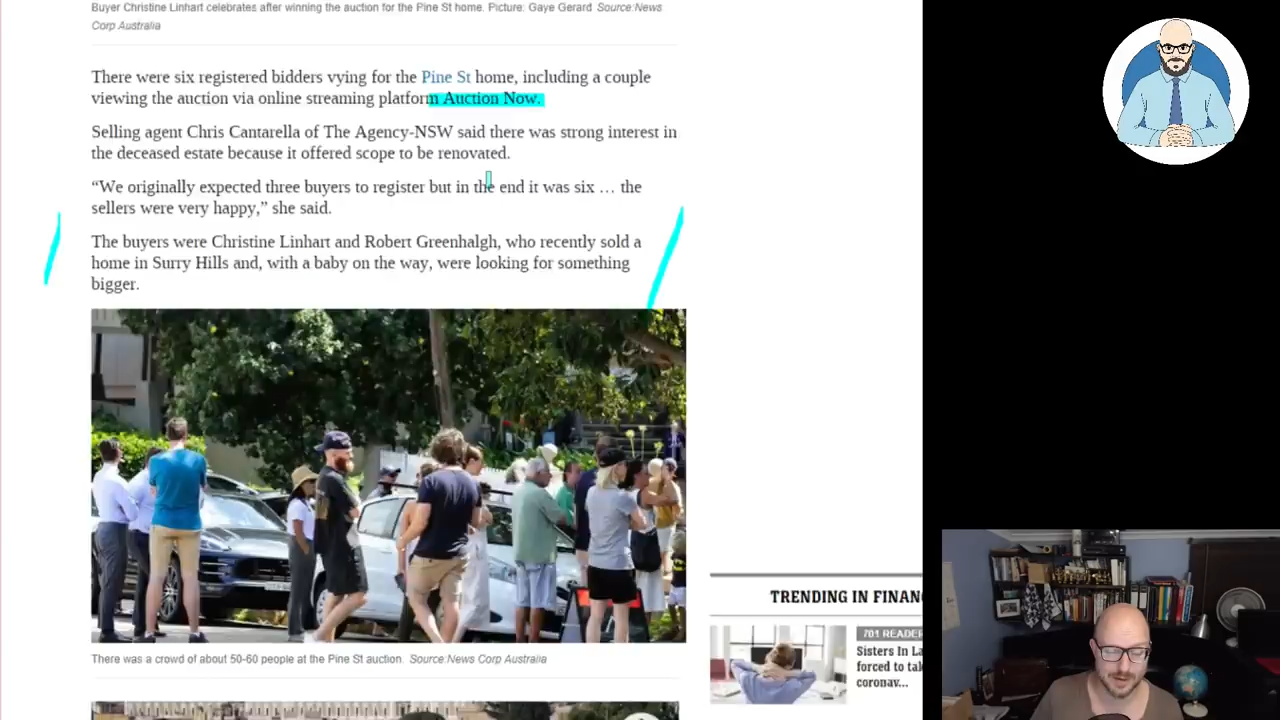 Buyer Christine Linhart celebrates after winning the auction for the Pine St home. Picture: Gaye Gerard Source:News
Corp Australia
There were six registered bidders vying for the Pine St home, including a couple
viewing the auction via online streaming platform Auction Now.
Selling agent Chris Cantarella of The Agency-NSW said there was strong interest in
the deceased estate because it offered scope to be renovated.
“We originally expected three buyers to register but in the end it was six … the
sellers were very happy,” she said.
The buyers were Christine Linhart and Robert Greenhalgh, who recently sold a
home in Surry Hills and, with a baby on the way, were looking for something
bigger.
There was a crowd of about 50-60 people at the Pine St auction. Source:News Corp Australia
TRENDING IN FINAN
701 READER
Sisters In La
forced to tak
coronav...